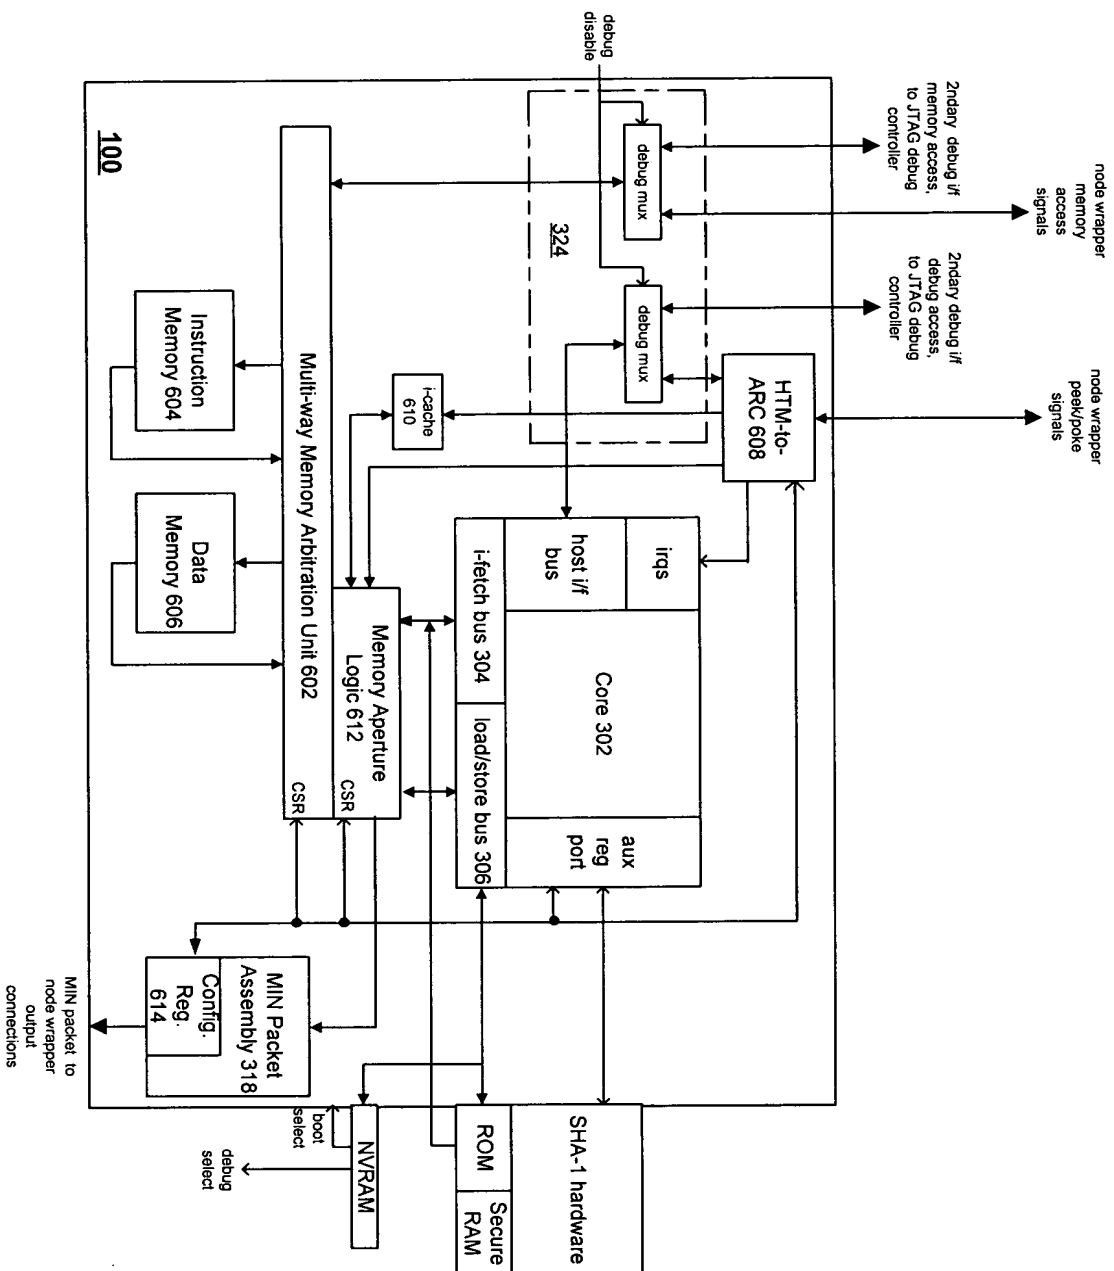 debug
disable
2ndary debug i/f
memory access,
to JTAG debug
controller
node wrapper
memory
access
signals
debug mux
324
2ndary debug i/f
debug access,
to JTAG debug
controller
debug mux
node wrapper
peek/poke
signals
HTM-to-
ARC 608
100
i-cache
610
Instruction
Memory 604
Data
Memory 606
Multi-way Memory Arbitration Unit 602
CSR
Memory Aperture
Logic 612
CSR
irqs
host i/f
bus
i-fetch bus 304
Core 302
load/store bus 306
aux
reg
port
MIN Packet
Assembly 318
Config.
Reg.
614
MIN packet to
node wrapper
output
connections
boot
select
debug
select
NVRAM
ROM
Secure
RAM
SHA-1 hardware